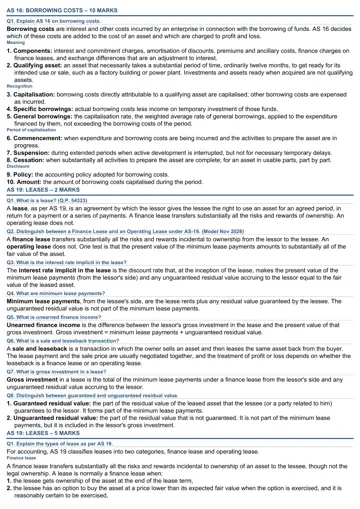 AS 16: BORROWING COSTS – 10 MARKS
Q1. Explain AS 16 on borrowing costs.
Borrowing costs are interest and other costs incurred by an enterprise in connection with the borrowing of funds. AS 16 decides
which of these costs are added to the cost of an asset and which are charged to profit and loss.
Meaning
1. Components: interest and commitment charges, amortisation of discounts, premiums and ancillary costs, finance charges on
finance leases, and exchange differences that are an adjustment to interest.
2. Qualifying asset: an asset that necessarily takes a substantial period of time, ordinarily twelve months, to get ready for its
intended use or sale, such as a factory building or power plant. Investments and assets ready when acquired are not qualifying
assets.
Recognition
3. Capitalisation: borrowing costs directly attributable to a qualifying asset are capitalised; other borrowing costs are expensed
as incurred.
4. Specific borrowings: actual borrowing costs less income on temporary investment of those funds.
5. General borrowings: the capitalisation rate, the weighted average rate of general borrowings, applied to the expenditure
financed by them, not exceeding the borrowing costs of the period.
Period of capitalisation
6. Commencement: when expenditure and borrowing costs are being incurred and the activities to prepare the asset are in
progress.
7. Suspension: during extended periods when active development is interrupted, but not for necessary temporary delays.
8. Cessation: when substantially all activities to prepare the asset are complete; for an asset in usable parts, part by part.
Disclosure
9. Policy: the accounting policy adopted for borrowing costs.
10. Amount: the amount of borrowing costs capitalised during the period.
AS 19: LEASES – 2 MARKS
Q1. What is a lease? (Q.P. 54323)
A lease, as per AS 19, is an agreement by which the lessor gives the lessee the right to use an asset for an agreed period, in
return for a payment or a series of payments. A finance lease transfers substantially all the risks and rewards of ownership. An
operating lease does not.
Q2. Distinguish between a Finance Lease and an Operating Lease under AS-19. (Model Nov 2026)
A finance lease transfers substantially all the risks and rewards incidental to ownership from the lessor to the lessee. An
operating lease does not. One test is that the present value of the minimum lease payments amounts to substantially all of the
fair value of the asset.
Q3. What is the interest rate implicit in the lease?
The interest rate implicit in the lease is the discount rate that, at the inception of the lease, makes the present value of the
minimum lease payments (from the lessor's side) and any unguaranteed residual value accruing to the lessor equal to the fair
value of the leased asset.
Q4. What are minimum lease payments?
Minimum lease payments, from the lessee's side, are the lease rents plus any residual value guaranteed by the lessee. The
unguaranteed residual value is not part of the minimum lease payments.
Q5. What is unearned finance income?
Unearned finance income is the difference between the lessor's gross investment in the lease and the present value of that
gross investment. Gross investment = minimum lease payments + unguaranteed residual value.
Q6. What is a sale and leaseback transaction?
A sale and leaseback is a transaction in which the owner sells an asset and then leases the same asset back from the buyer.
The lease payment and the sale price are usually negotiated together, and the treatment of profit or loss depends on whether the
leaseback is a finance lease or an operating lease.
Q7. What is gross investment in a lease?
Gross investment in a lease is the total of the minimum lease payments under a finance lease from the lessor's side and any
unguaranteed residual value accruing to the lessor.
Q8. Distinguish between guaranteed and unguaranteed residual value.
1. Guaranteed residual value: the part of the residual value of the leased asset that the lessee (or a party related to him)
guarantees to the lessor. It forms part of the minimum lease payments.
2. Unguaranteed residual value: the part of the residual value that is not guaranteed. It is not part of the minimum lease
payments, but it is included in the lessor's gross investment.
AS 19: LEASES – 5 MARKS
Q1. Explain the types of lease as per AS 19.
For accounting, AS 19 classifies leases into two categories, finance lease and operating lease.
Finance lease
A finance lease transfers substantially all the risks and rewards incidental to ownership of an asset to the lessee, though not the
legal ownership. A lease is normally a finance lease when:
1. the lessee gets ownership of the asset at the end of the lease term,
2. the lessee has an option to buy the asset at a price lower than its expected fair value when the option is exercised, and it is
reasonably certain to be exercised,